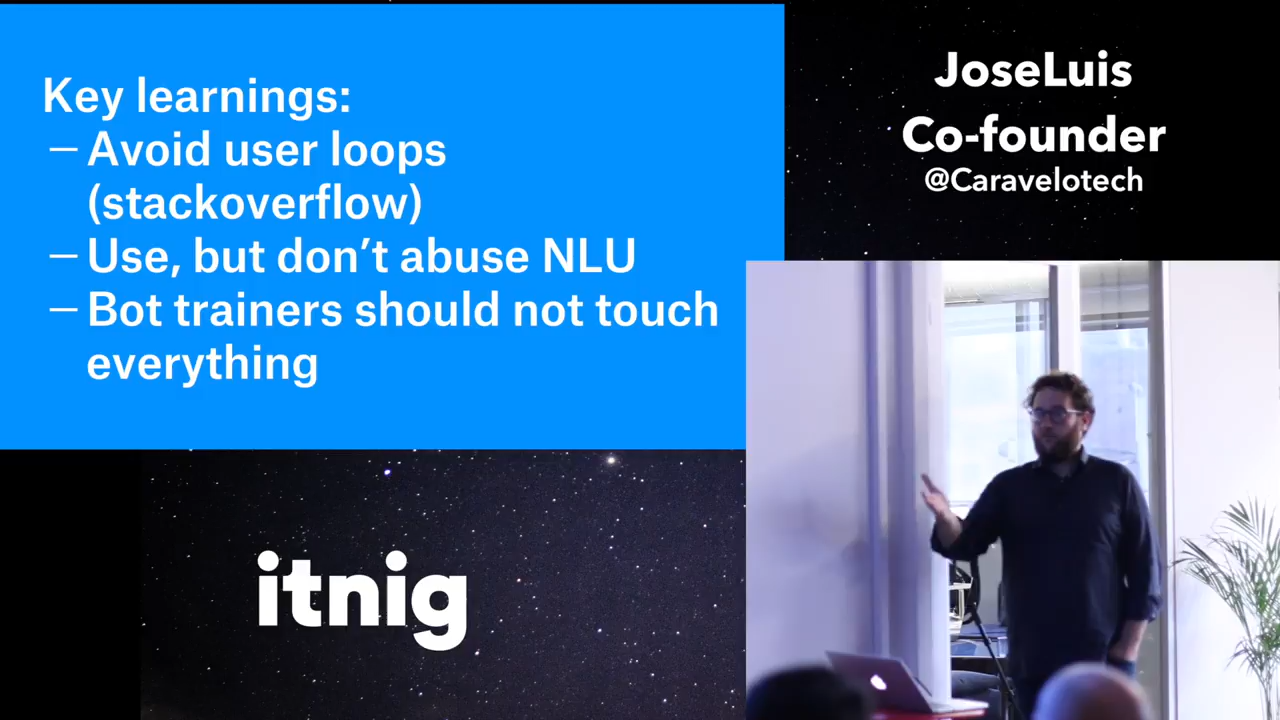 Key learnings:
– Avoid user loops
(stackoverflow)
– Use, but don’t abuse NLU
– Bot trainers should not touch
everything
JoseLuis
Co-founder
@Caravelotech
itnig